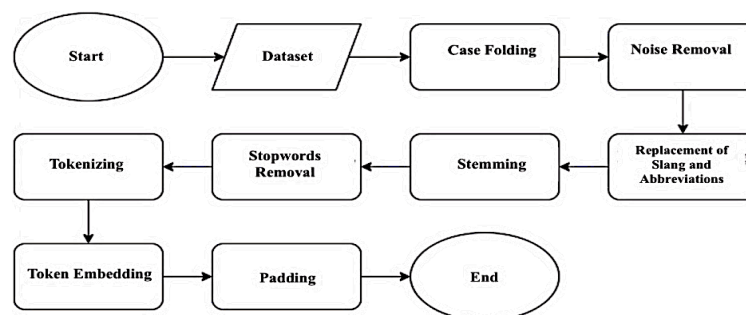 Start
Dataset
Case Folding
Noise Removal
Replacement of
Slang and
Abbreviations
Stemming
Stopwords
Removal
Tokenizing
Token Embedding
Padding
End